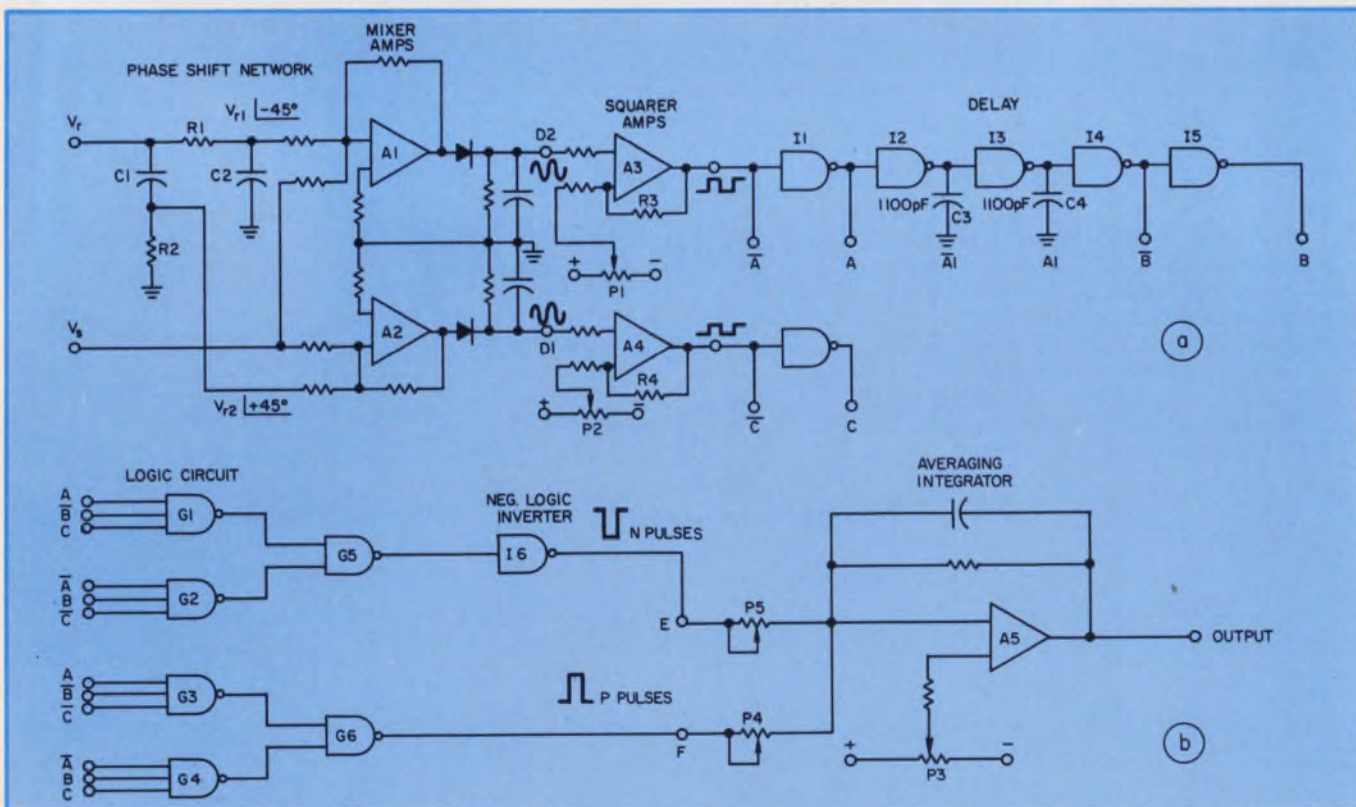 MIXER AMPS
PHASE SHIFT NETWORK
Vr
R1
Vr1 -45°
C1
C2
R2
A1
D2
SQUARER AMPS
A3
R3
+ P1 −
DELAY
I1
I2
I3
I4
I5
1100pF
C3
1100pF
C4
A̅
A
A̅1
A1
B̅
B
Vs
A2
D1
A4
R4
+ P2 −
C̅
C
Vr2 +45°
a
LOGIC CIRCUIT
A
B̅
C
G1
A̅
B
C̅
G2
G5
NEG. LOGIC INVERTER
I6
N PULSES
E
P5
A
B̅
C̅
G3
A̅
B
C
G4
G6
P PULSES
F
P4
AVERAGING INTEGRATOR
A5
OUTPUT
+ P3 −
b